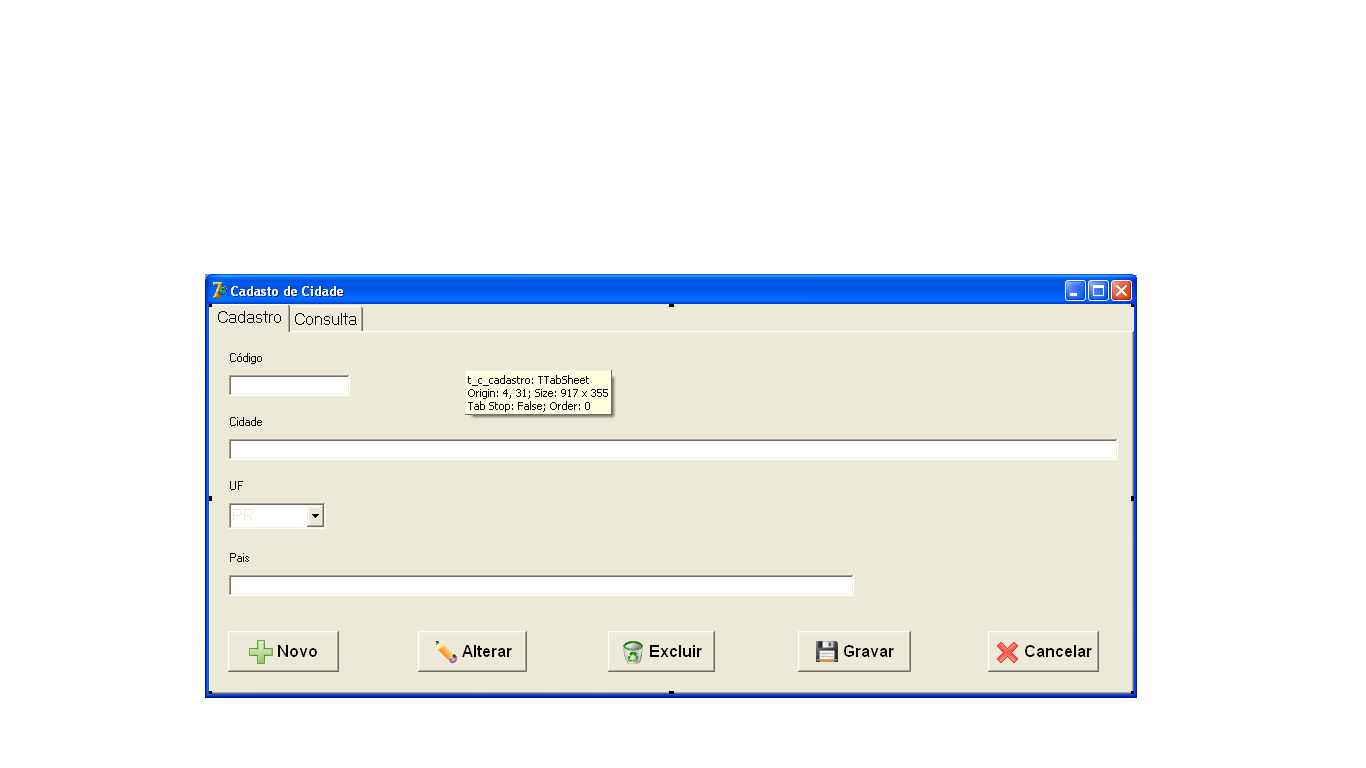 Cadasto de Cidade
Cadastro Consulta
Código
t_c_cadastro: TTabSheet
Origin: 4, 31; Size: 917 x 355
Tab Stop: False; Order: 0
Cidade
UF
PR
Pais
Novo Alterar Excluir Gravar Cancelar